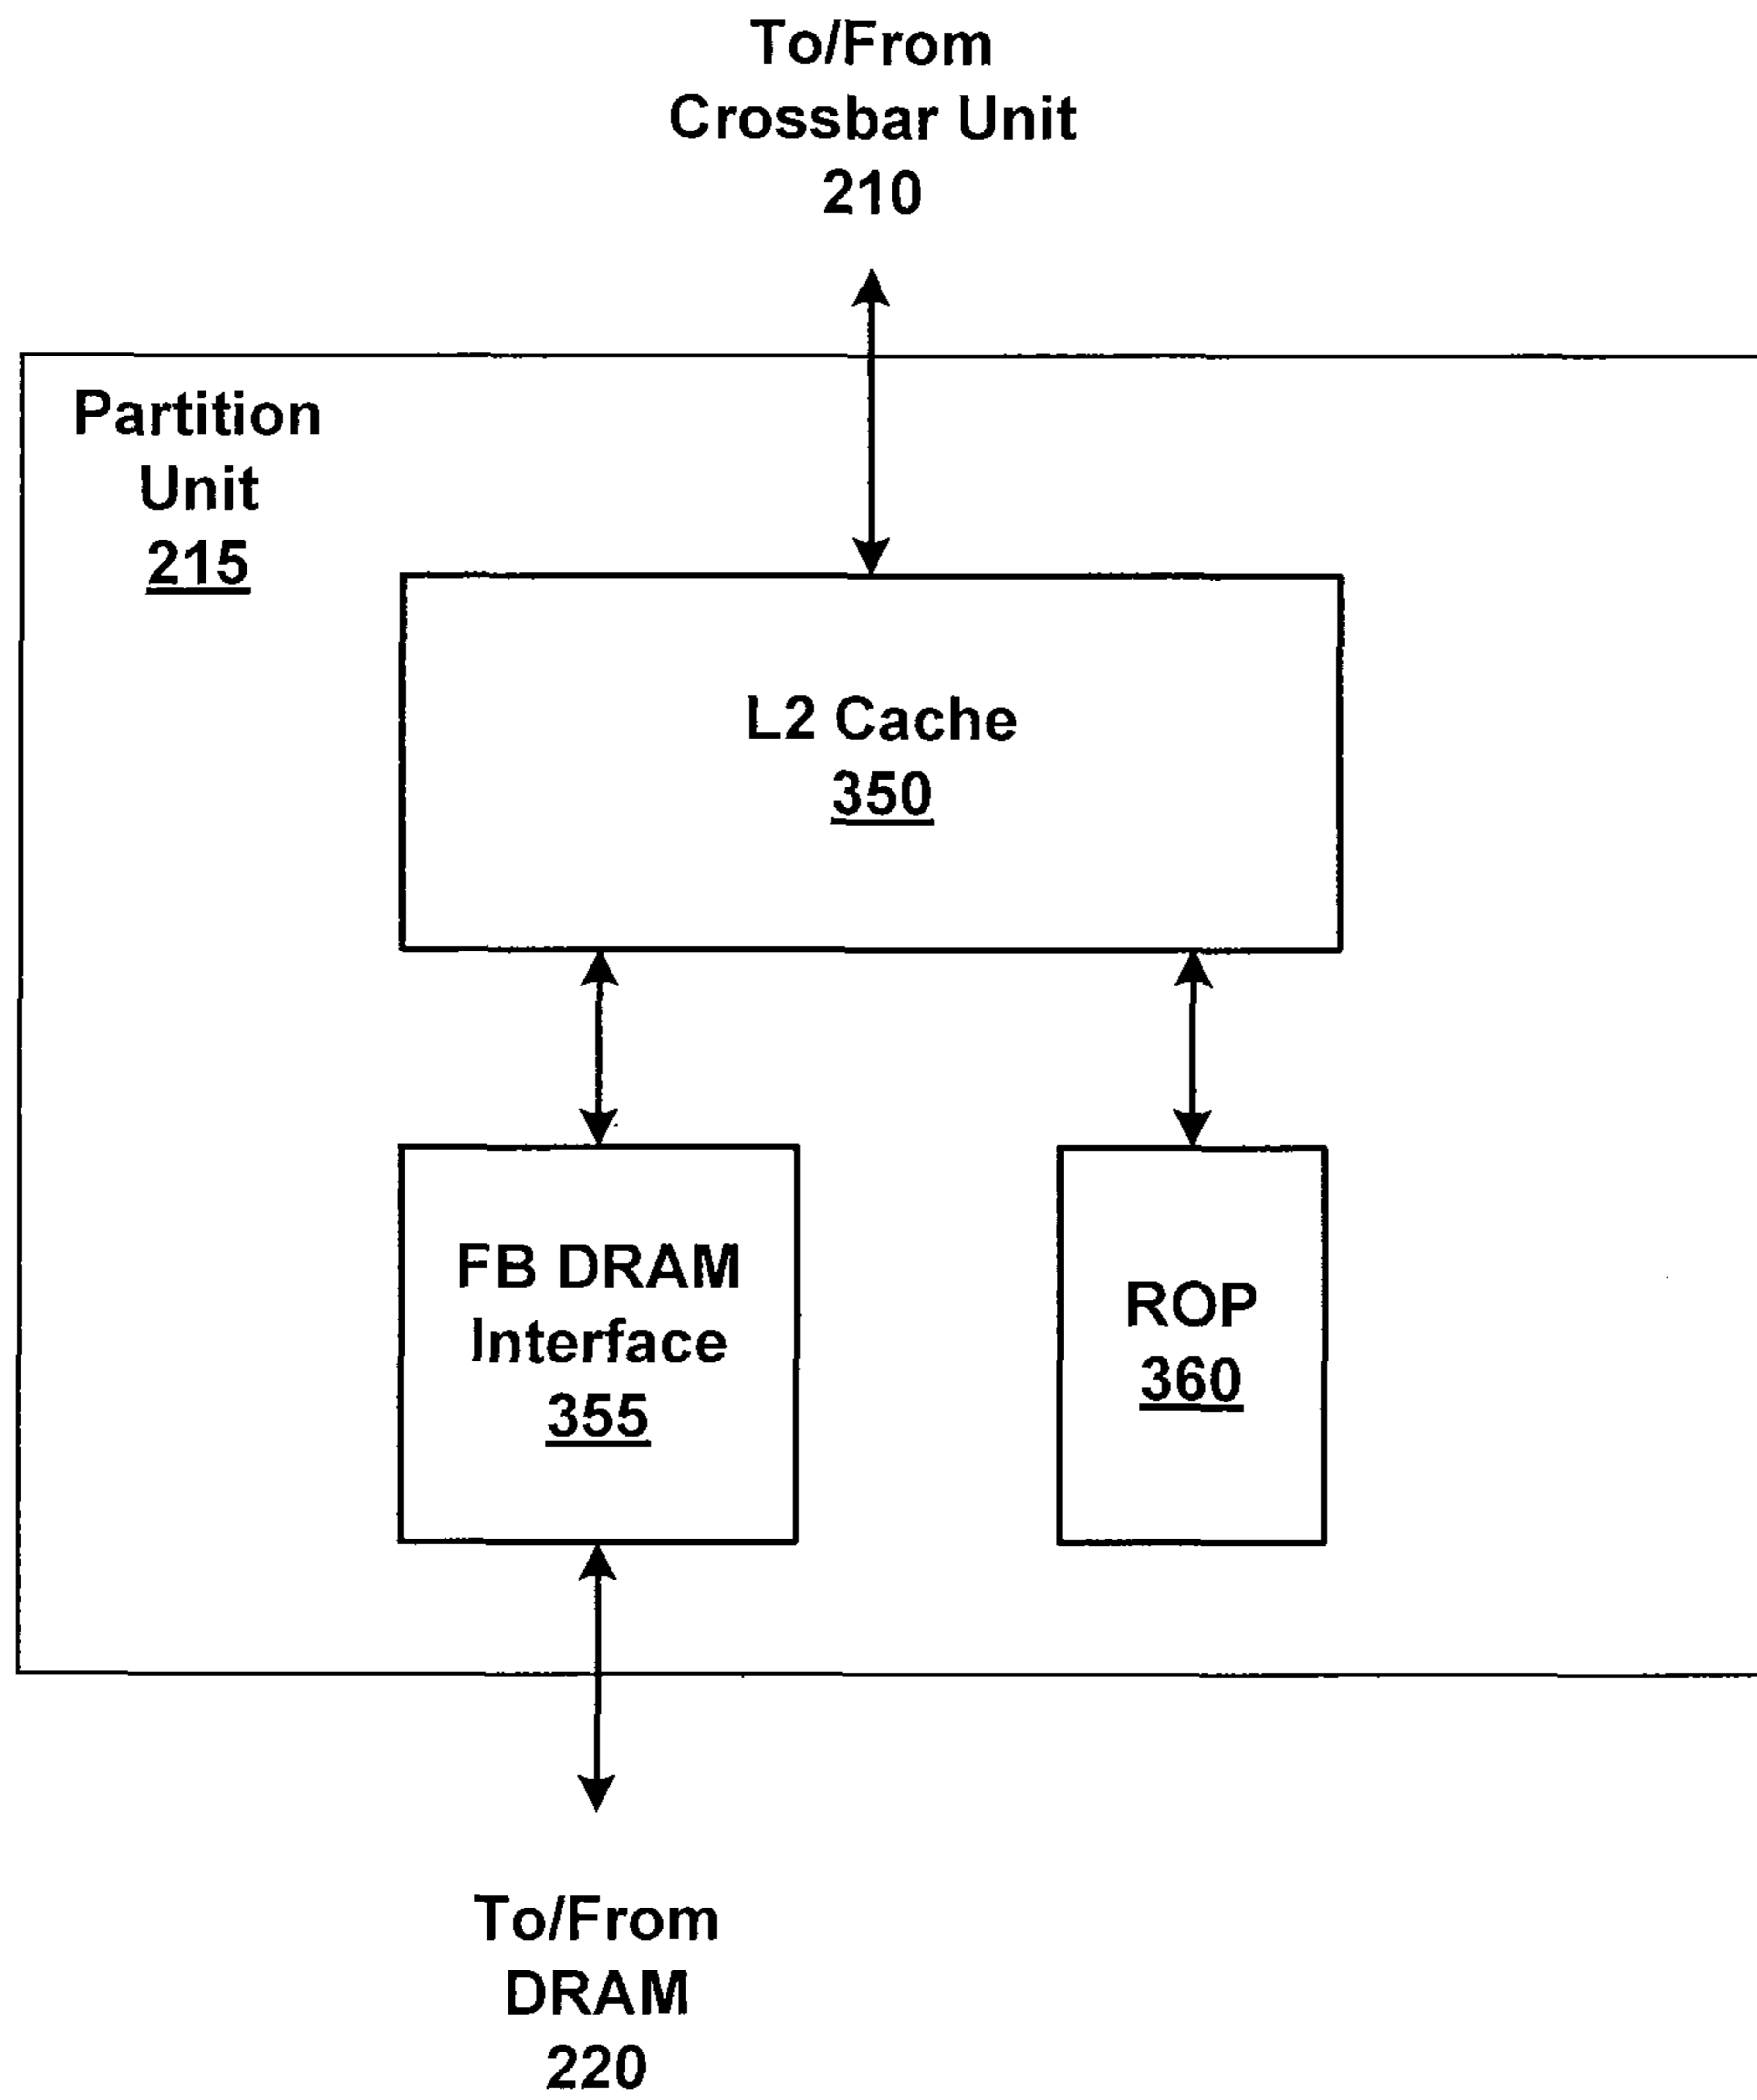 To/From
Crossbar Unit
210
Partition
Unit
215
L2 Cache
350
FB DRAM
Interface
355
ROP
360
To/From
DRAM
220